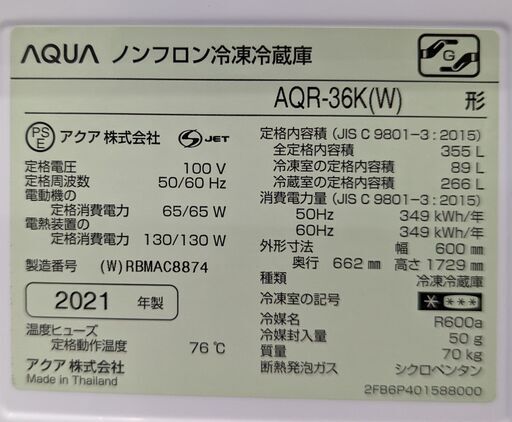 AQUA ノンフロン冷凍冷蔵庫
G
AQR-36K(W) 形
PS E アクア株式会社 S JET
定格電圧 100 V
定格周波数 50/60 Hz
電動機の
定格消費電力 65/65 W
電熱装置の
定格消費電力 130/130 W
製造番号 (W)RBMAC8874
2021 年製
温度ヒューズ
定格動作温度 76℃
アクア株式会社
Made in Thailand
定格内容積 (JIS C 9801-3:2015)
全定格内容積 355 L
冷凍室の定格内容積 89 L
冷蔵室の定格内容積 266 L
消費電力量 (JIS C 9801-3:2015)
50Hz 349 kWh/年
60Hz 349 kWh/年
外形寸法 幅 600 ㎜
奥行 662 ㎜ 高さ 1729 ㎜
種類 冷凍冷蔵庫
冷凍室の記号 ****
冷媒名 R600a
冷媒封入量 50 g
質量 70 kg
断熱発泡ガス シクロペンタン
2FB6P401588000